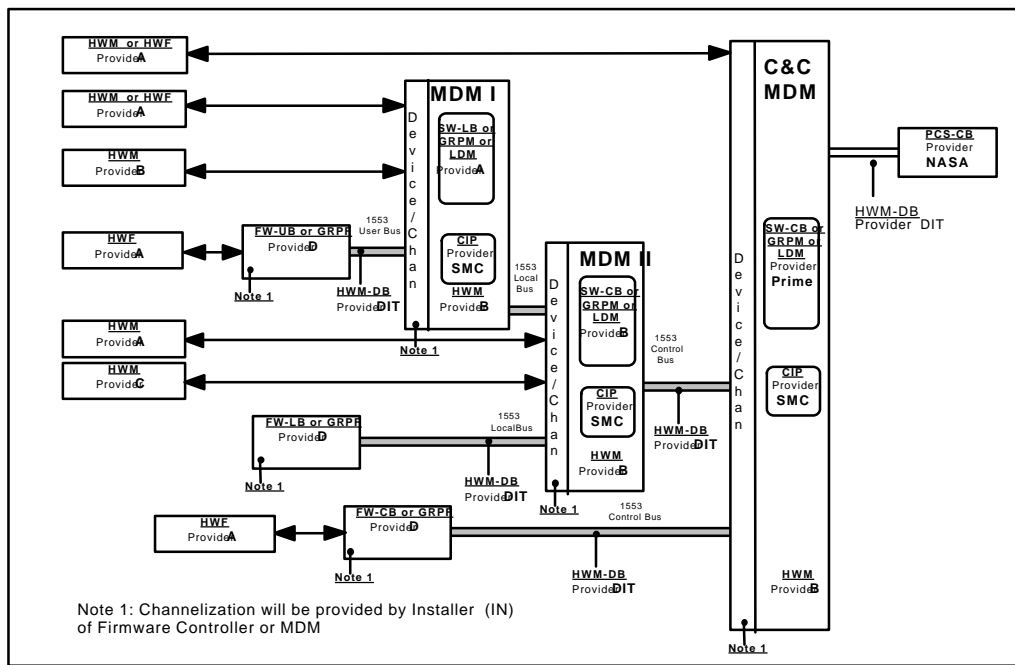 HWM or HWF
Provider A
HWM or HWF
Provider A
HWM
Provider B
HWF
Provider A
FW-UB or GRPF
Provider D
Note 1
1553
User Bus
HWM-DB
Provider DIT
HWM
Provider A
HWM
Provider C
MDM I
Device/Chan
SW-LB or
GRPM or
LDM
Provider A
CIP
Provider
SMC
HWM
Provider B
Note 1
1553
Local
Bus
MDM II
Device/Chan
SW-CB or
GRPM or
LDM
Provider B
CIP
Provider
SMC
HWM
Provider B
Note 1
FW-LB or GRPF
Provider D
Note 1
1553
LocalBus
HWM-DB
Provider DIT
1553
Control
Bus
HWM-DB
Provider DIT
HWF
Provider A
FW-CB or GRPF
Provider D
Note 1
1553
Control Bus
HWM-DB
Provider DIT
C&C
MDM
Device/Chan
SW-CB or
GRPM or
LDM
Provider
Prime
CIP
Provider
SMC
HWM
Provider B
Note 1
PCS-CB
Provider
NASA
HWM-DB
Provider DIT
Note 1: Channelization will be provided by Installer (IN)
of Firmware Controller or MDM